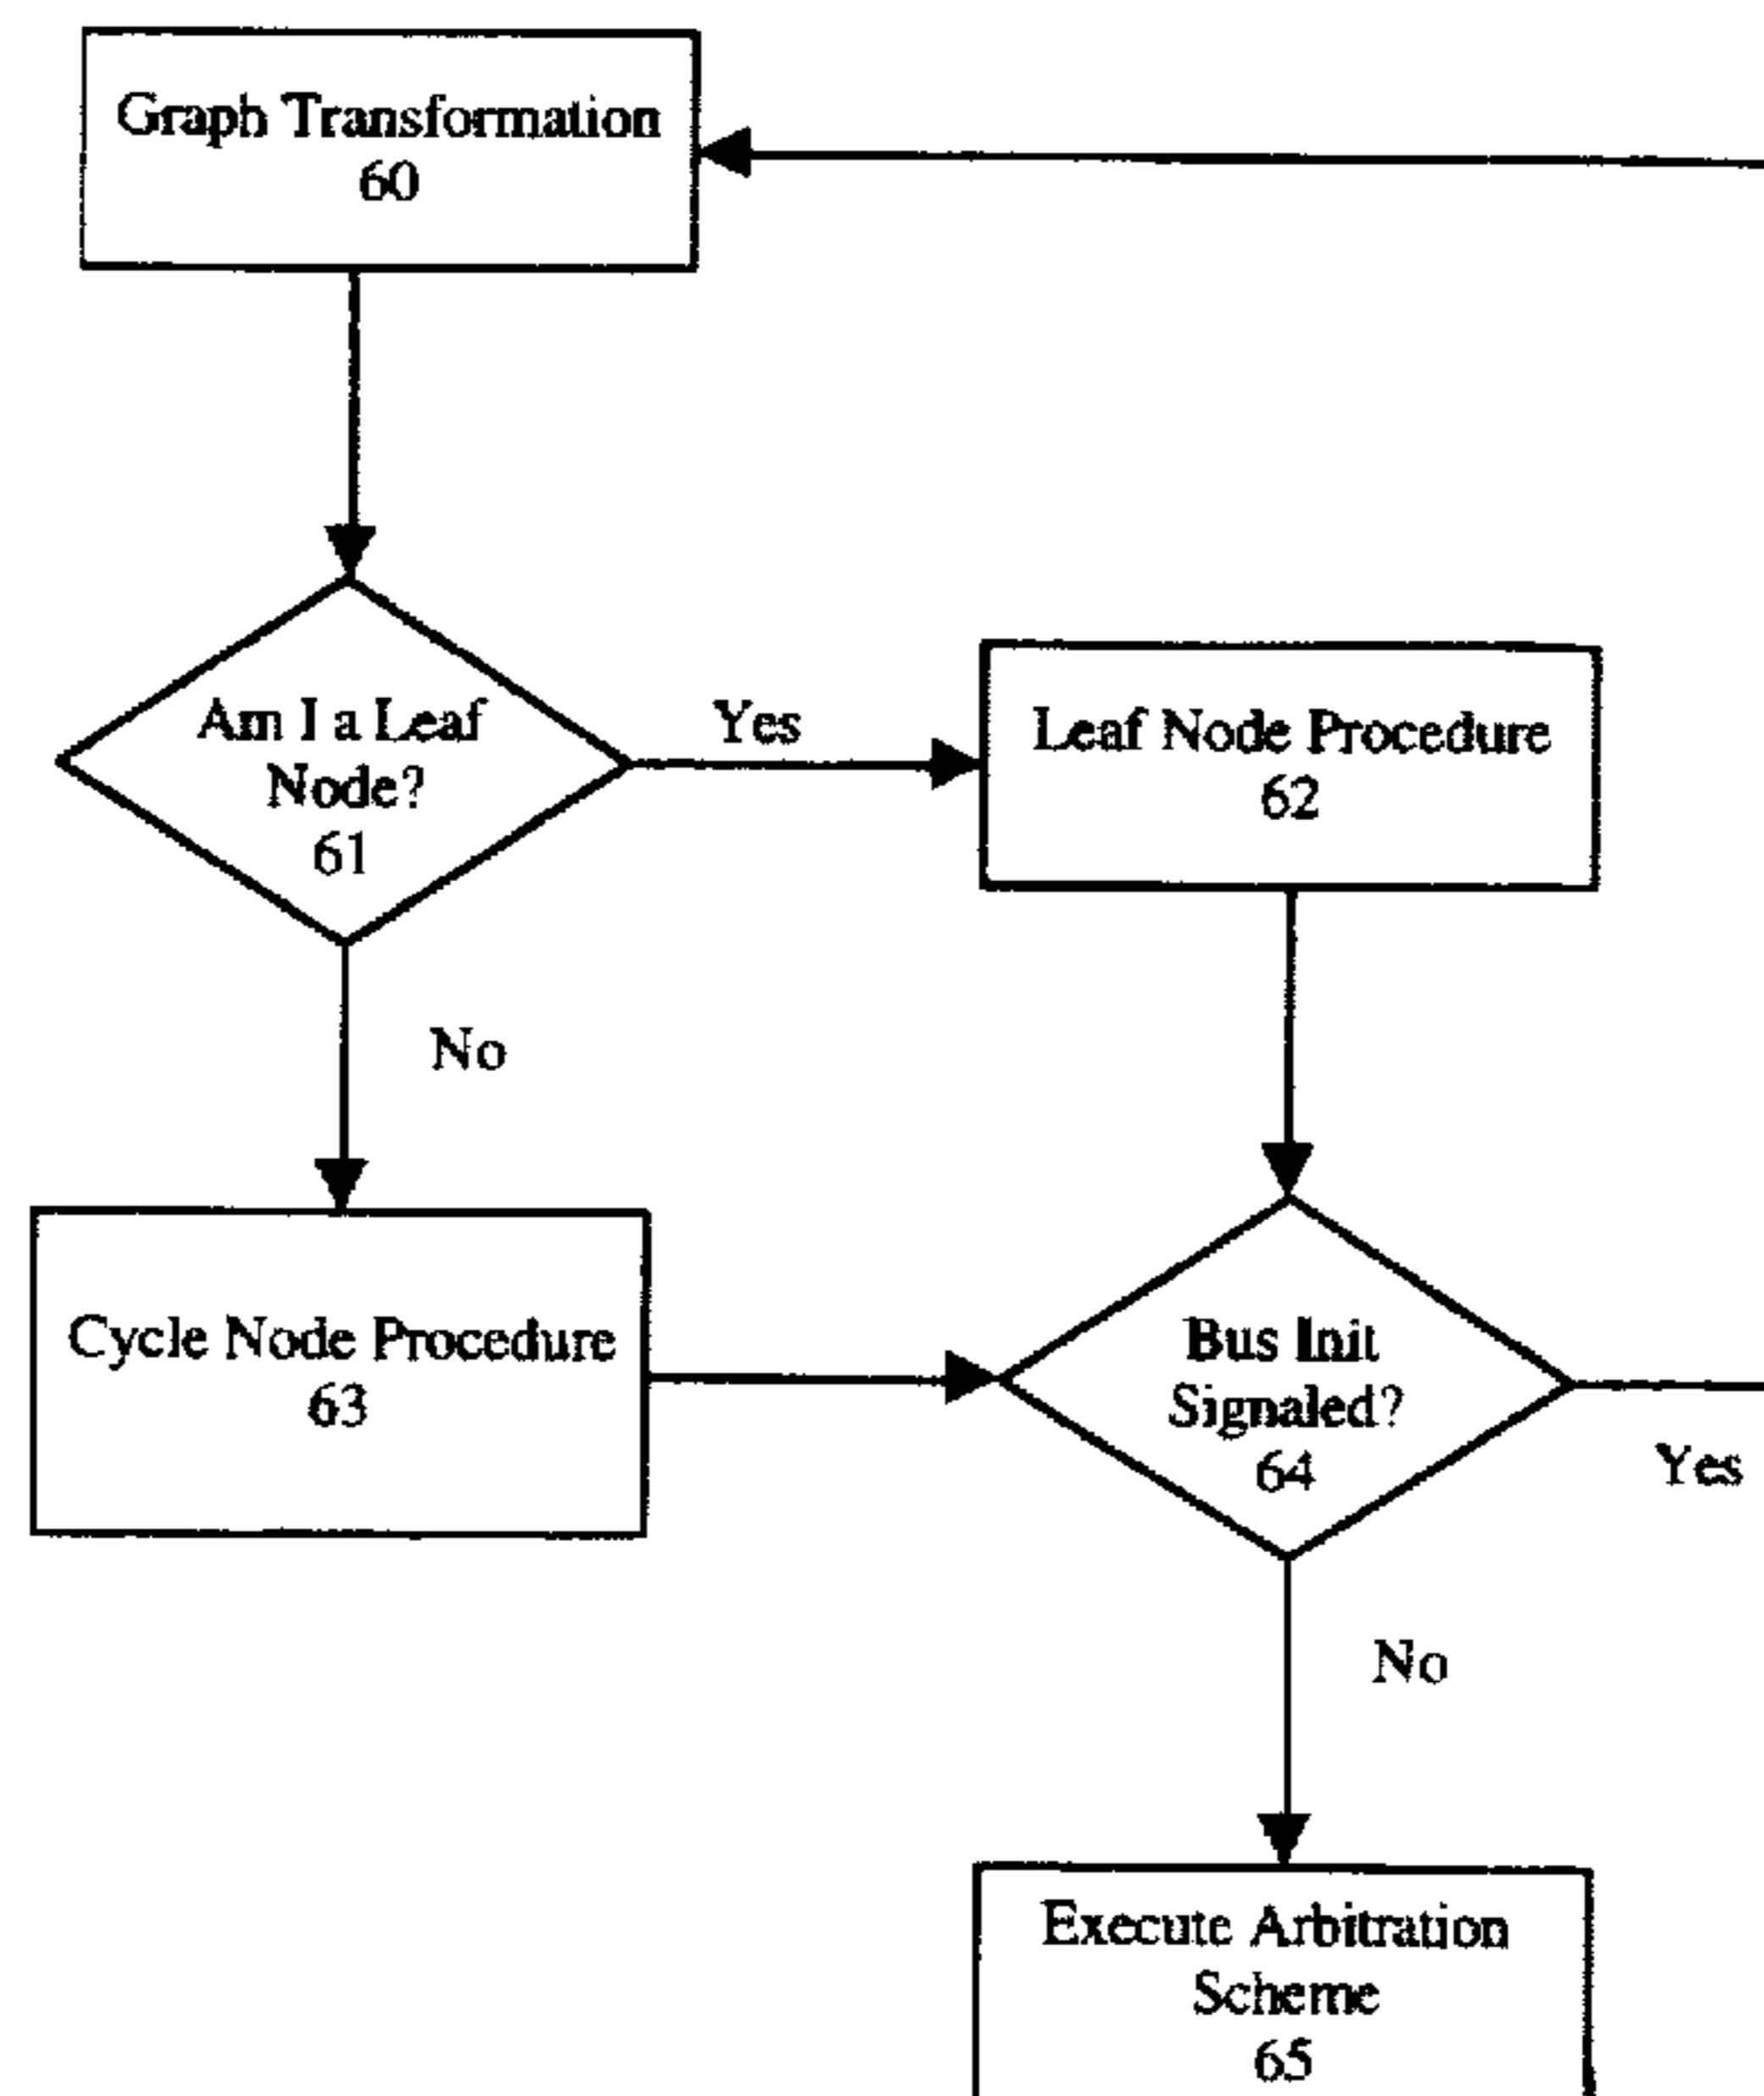 Graph Transformation
60
Am I a Leaf
Node?
61
Yes
Leaf Node Procedure
62
No
Cycle Node Procedure
63
Bus Init
Signaled?
64
Yes
No
Execute Arbitration
Scheme
65